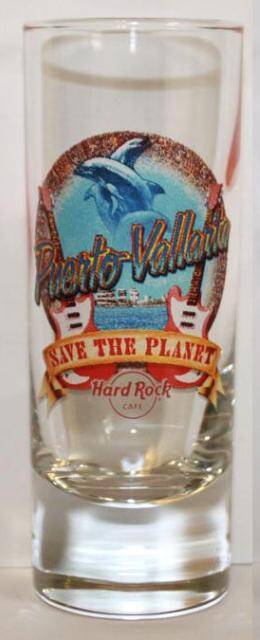 Puerto Vallarta
SAVE THE PLANET
Hard Rock
CAFE